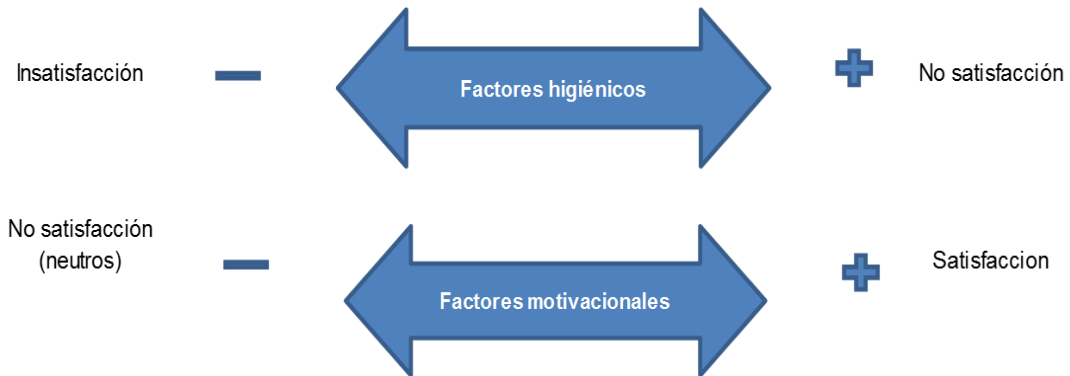 Insatisfacción
Factores higiénicos
No satisfacción
No satisfacción
(neutros)
Factores motivacionales
Satisfaccion